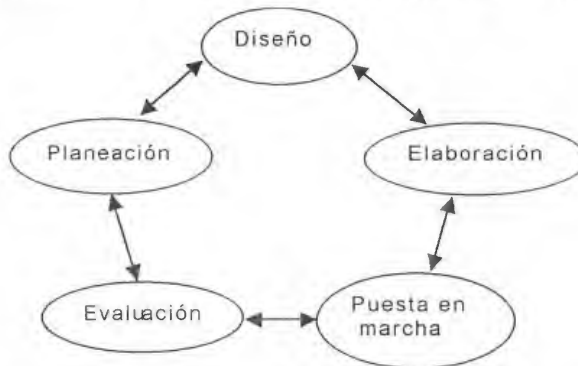 Diseño
Planeación
Elaboración
Evaluación
Puesta en
marcha